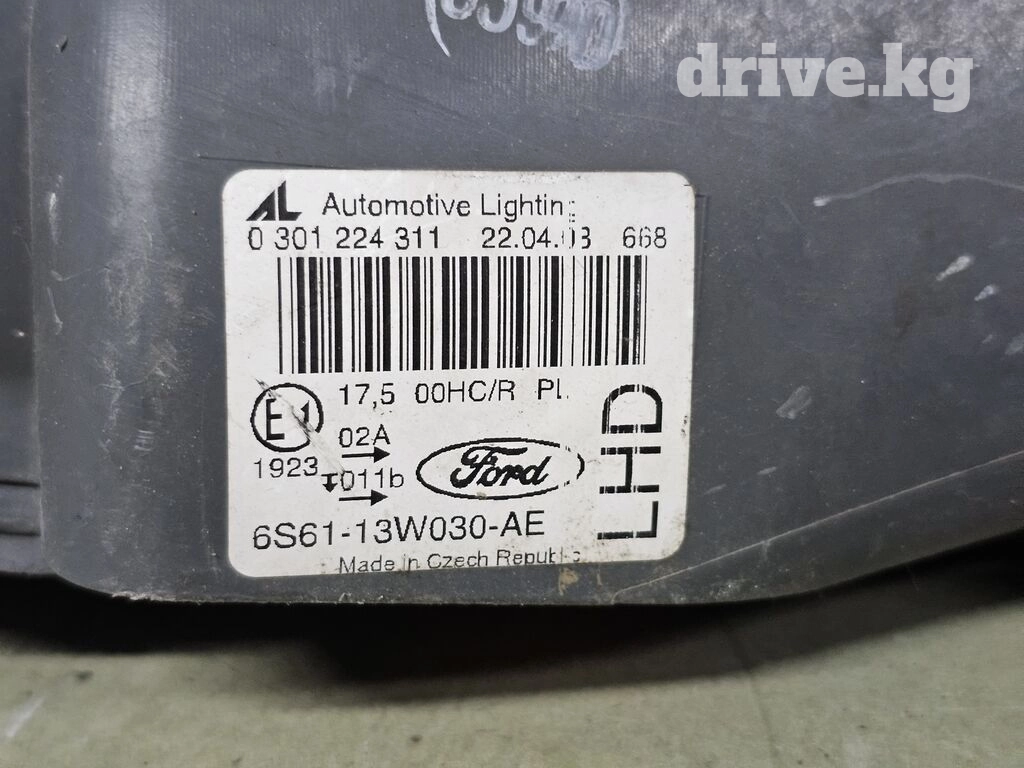 drive.kg
AL Automotive Lighting
0 301 224 311 22.04.08 668
17,5 00HC/R PL
E1
02A
1923
011b
Ford
LHD
6S61-13W030-AE
Made in Czech Republic